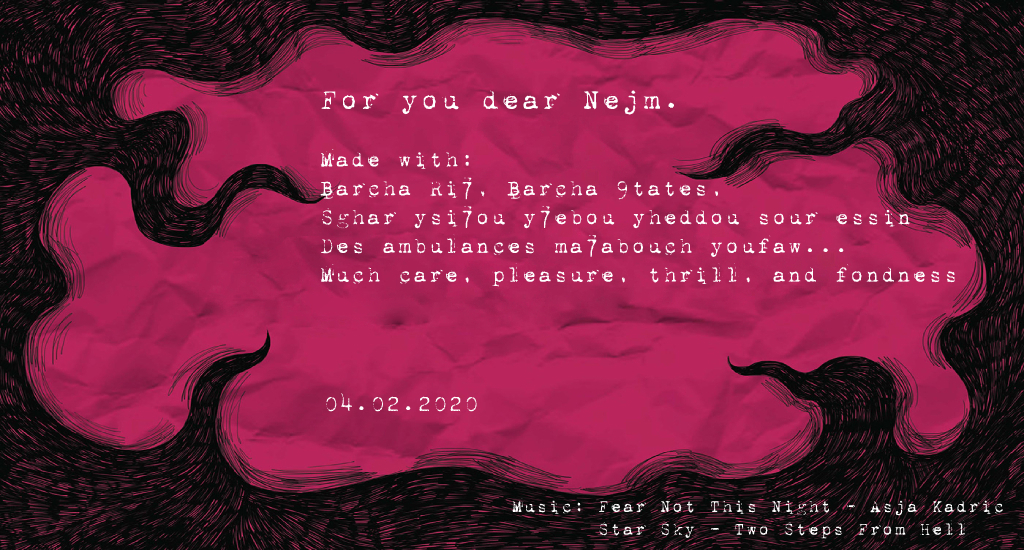 For you dear Nejm.
Made with:
Barcha Ri7, Barcha 9tates,
Sghar ysi7ou y7ebou yheddou sour essin
Des ambulances ma7abouch youfaw...
Much care, pleasure, thrill, and fondness
04.02.2020
Music: Fear Not This Night - Asja Kadric
Star Sky - Two Steps From Hell